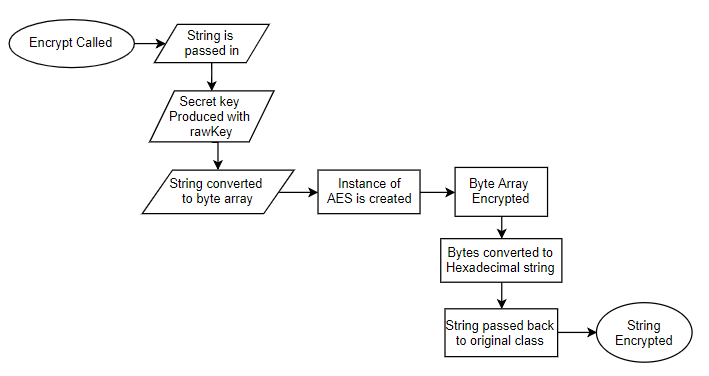 Encrypt Called
String is
passed in
Secret key
Produced with
rawKey
String converted
to byte array
Instance of
AES is created
Byte Array
Encrypted
Bytes converted to
Hexadecimal string
String passed back
to original class
String
Encrypted